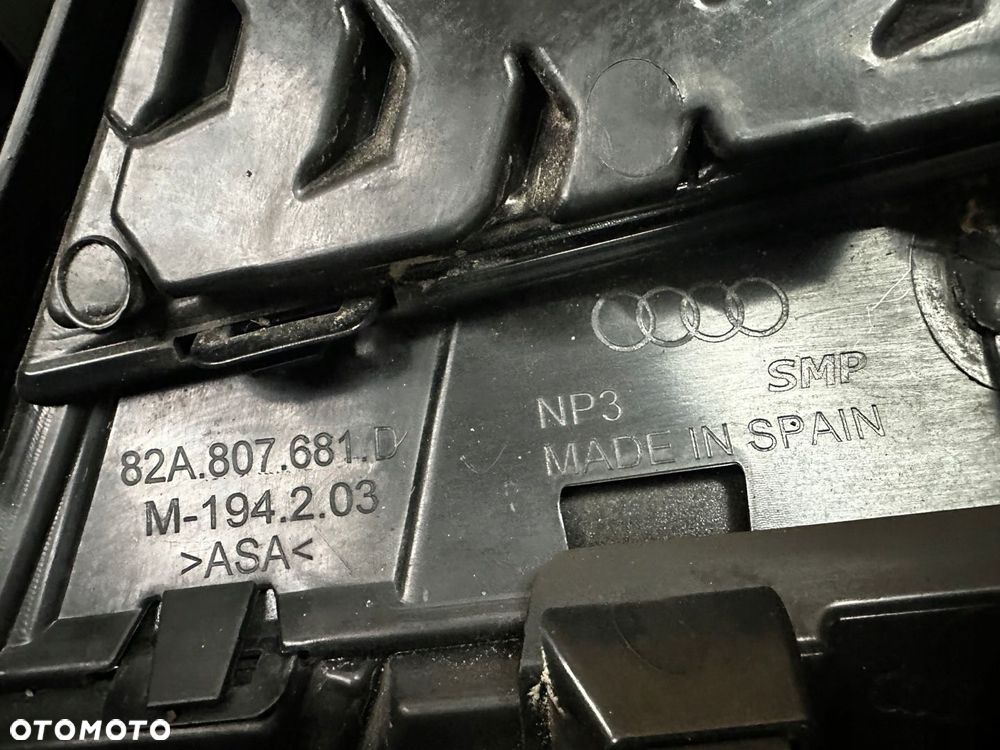 SMP
NP3
MADE IN SPAIN
82A.807.681.D
M-194.2.03
>ASA<
OTOMOTO